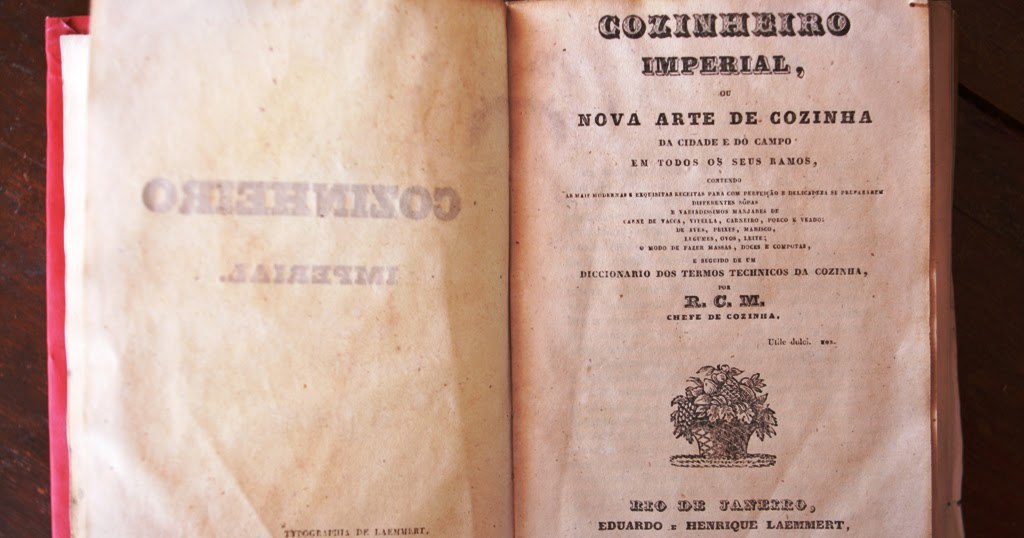 TYPOGRAPHIA DE LAEMMERT.
COZINHEIRO
IMPERIAL,
OU
NOVA ARTE DE COZINHA
DA CIDADE E DO CAMPO
EM TODOS OS SEUS RAMOS,
CONTENDO
AS MAIS MODERNAS E EXQUISITAS RECEITAS PARA COM PERFEIÇÃO E DELICADEZA SE PREPARAREM
DIFFERENTES SÔPAS
E VARIADISSIMOS MANJARES DE
CARNE DE VACCA, VITELLA, CARNEIRO, PORCO E VEADO:
DE AVES, PEIXES, MARISCO,
LEGUMES, OVOS, LEITE;
O MODO DE FAZER MASSAS, DOCES E COMPOTAS,
E SEGUIDO DE UM
DICCIONARIO DOS TERMOS TECHNICOS DA COZINHA,
POR
R. C. M.
CHEFE DE COZINHA.
Utile dulci. HOR.
RIO DE JANEIRO,
EDUARDO E HENRIQUE LAEMMERT,